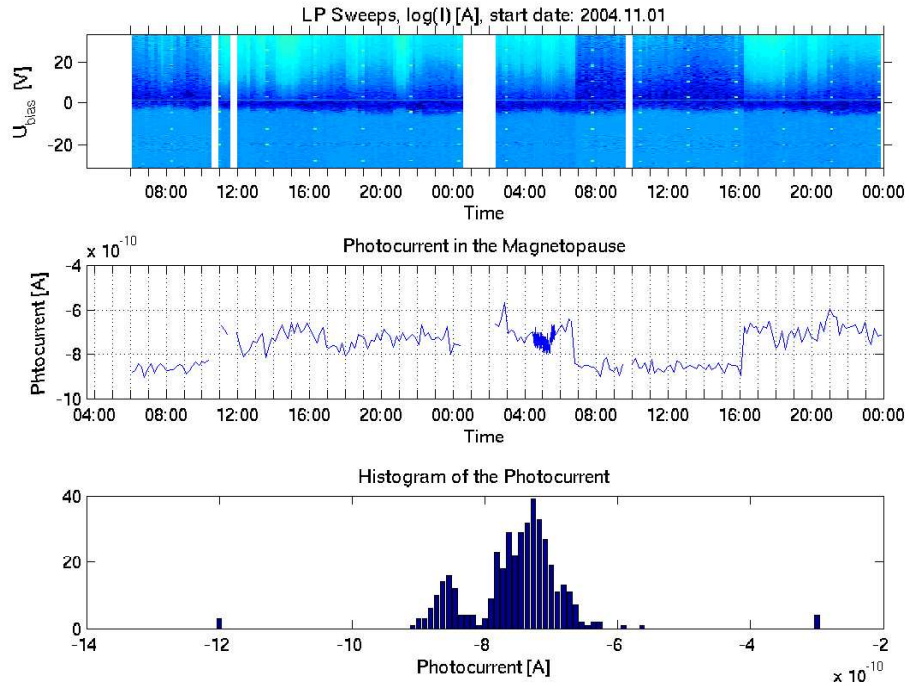 LP Sweeps, log(I) [A], start date: 2004.11.01
U_bias [V]
20
0
-20
08:00 12:00 16:00 20:00 00:00 04:00 08:00 12:00 16:00 20:00 00:00
Time
x 10^-10
Photocurrent in the Magnetopause
Phtocurrent [A]
-4
-6
-8
-10
04:00 08:00 12:00 16:00 20:00 00:00 04:00 08:00 12:00 16:00 20:00 00:00
Time
Histogram of the Photocurrent
40
20
0
-14 -12 -10 -8 -6 -4 -2
Photocurrent [A]
x 10^-10